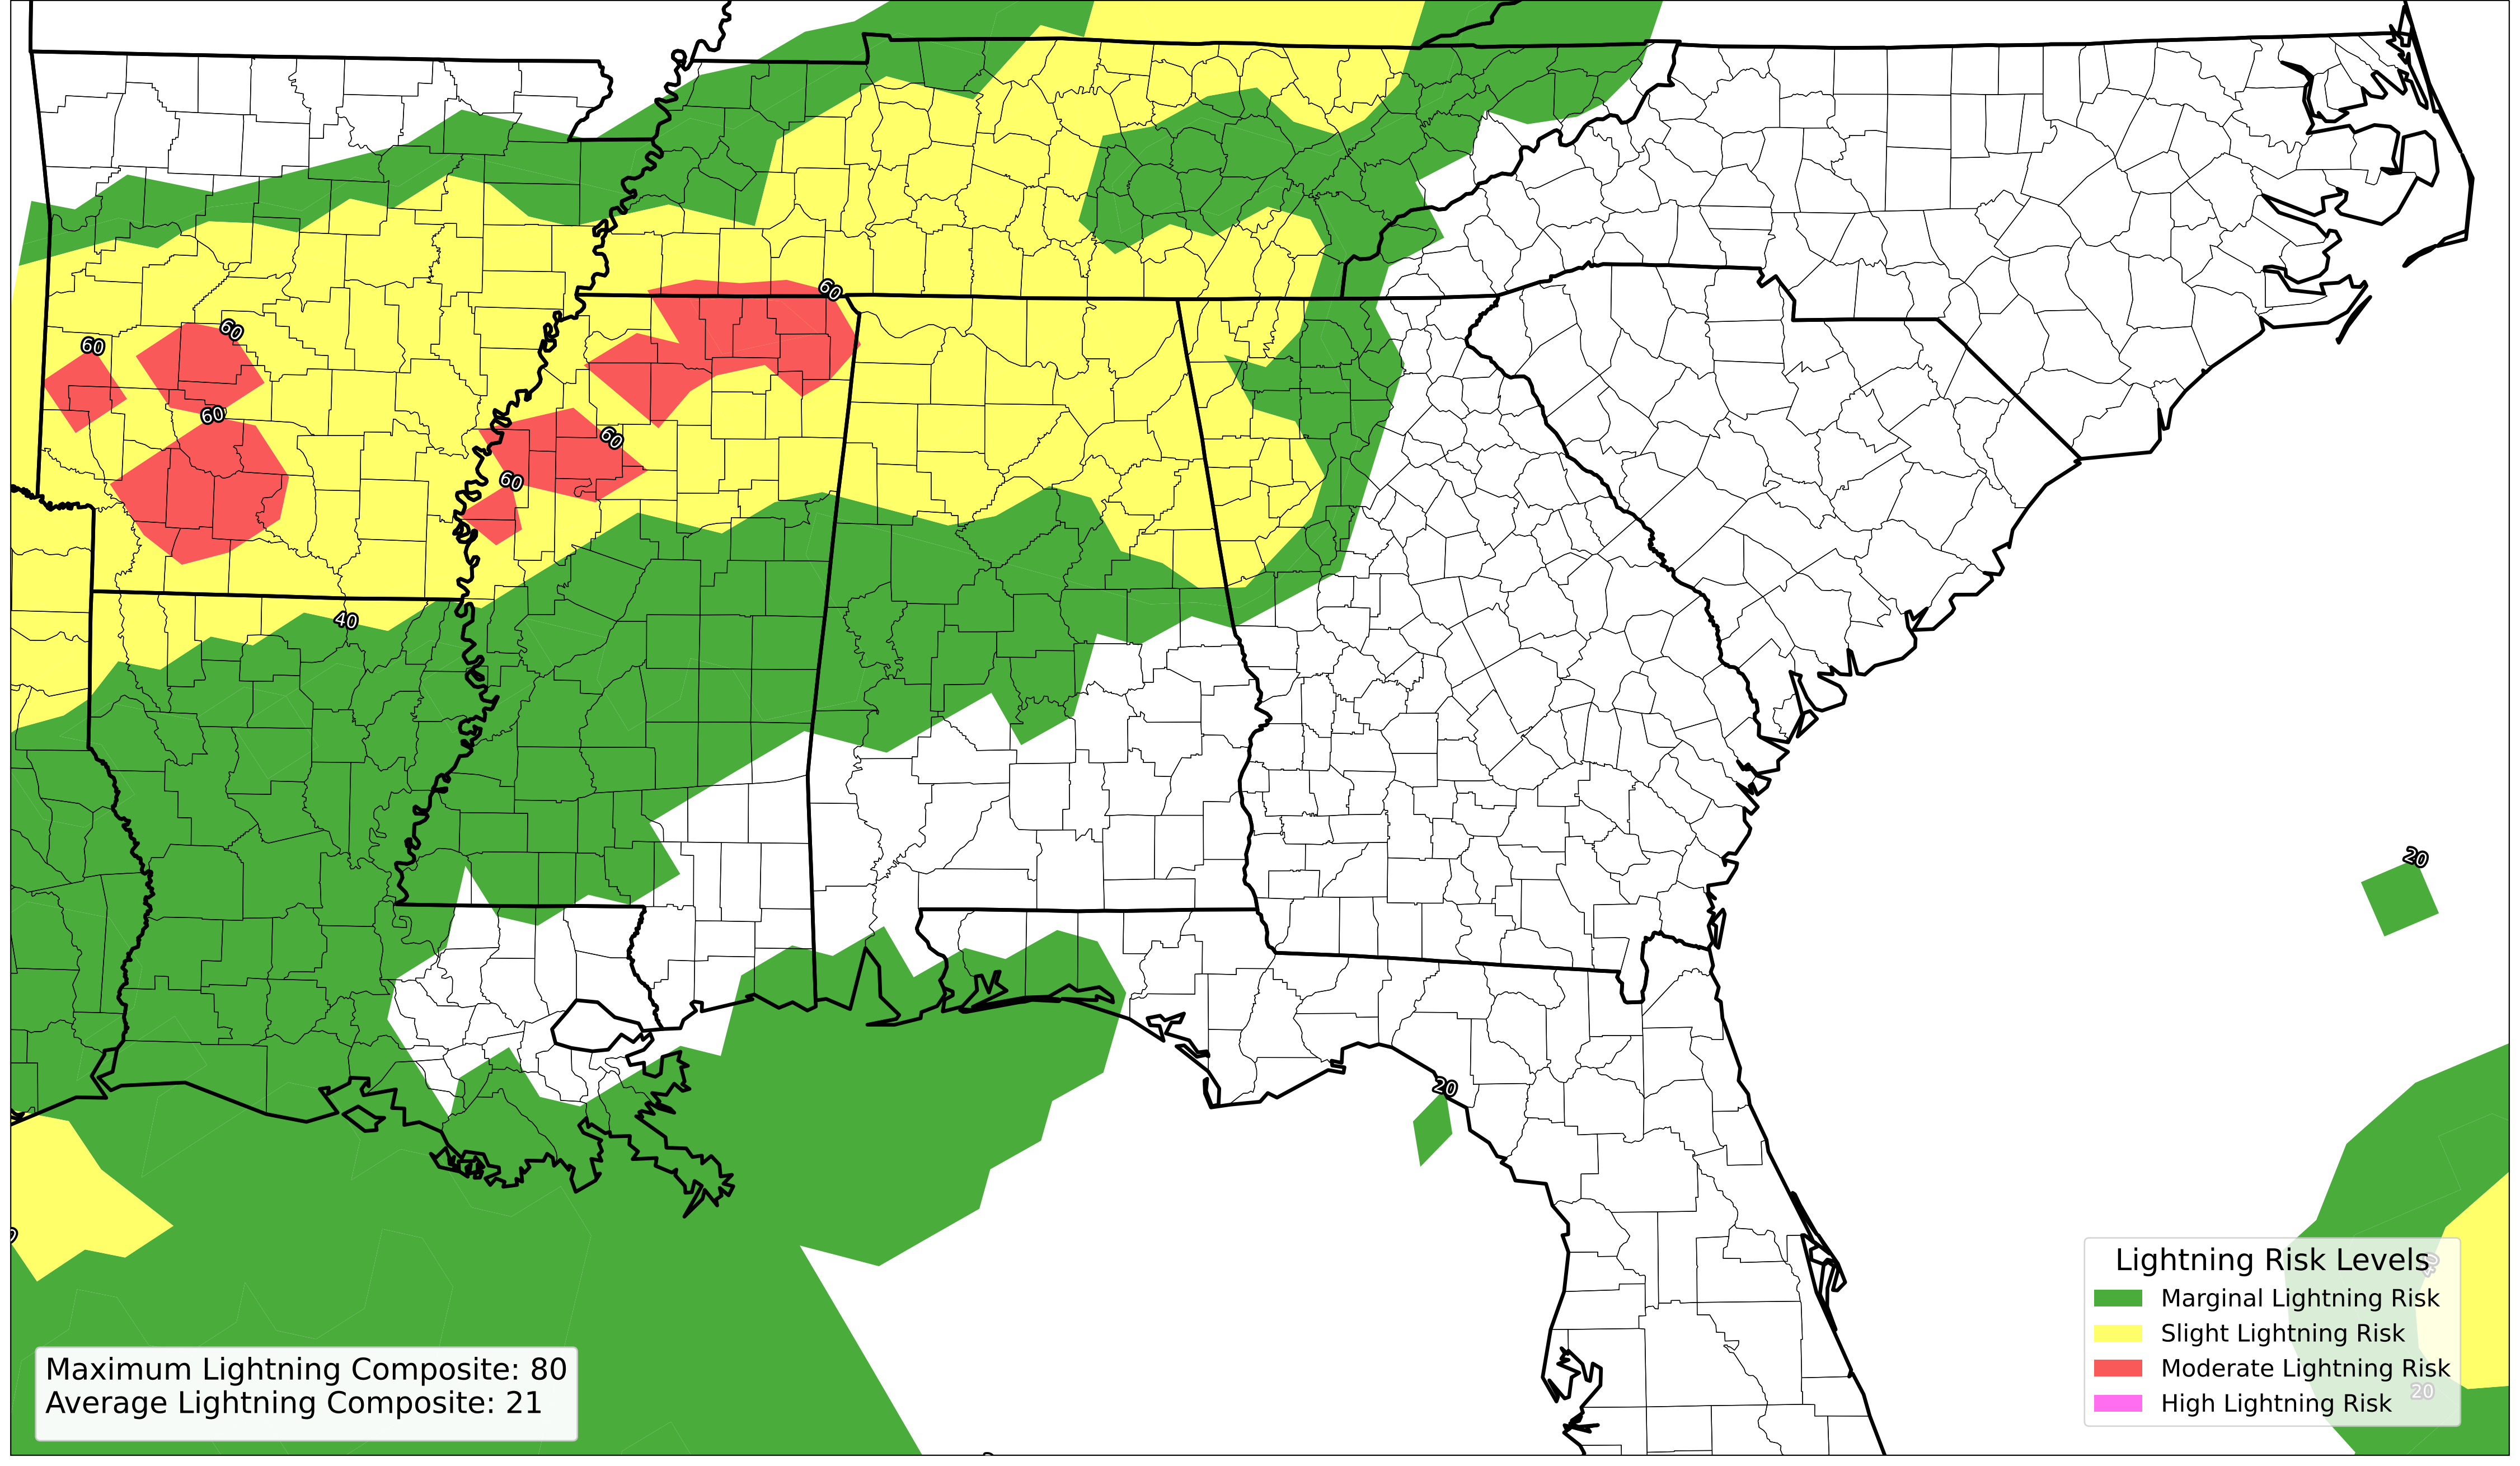 60
60
60
60
60
60
40
20
20
Lightning Risk Levels
Marginal Lightning Risk
Slight Lightning Risk
Moderate Lightning Risk
High Lightning Risk
40
20
Maximum Lightning Composite: 80
Average Lightning Composite: 21